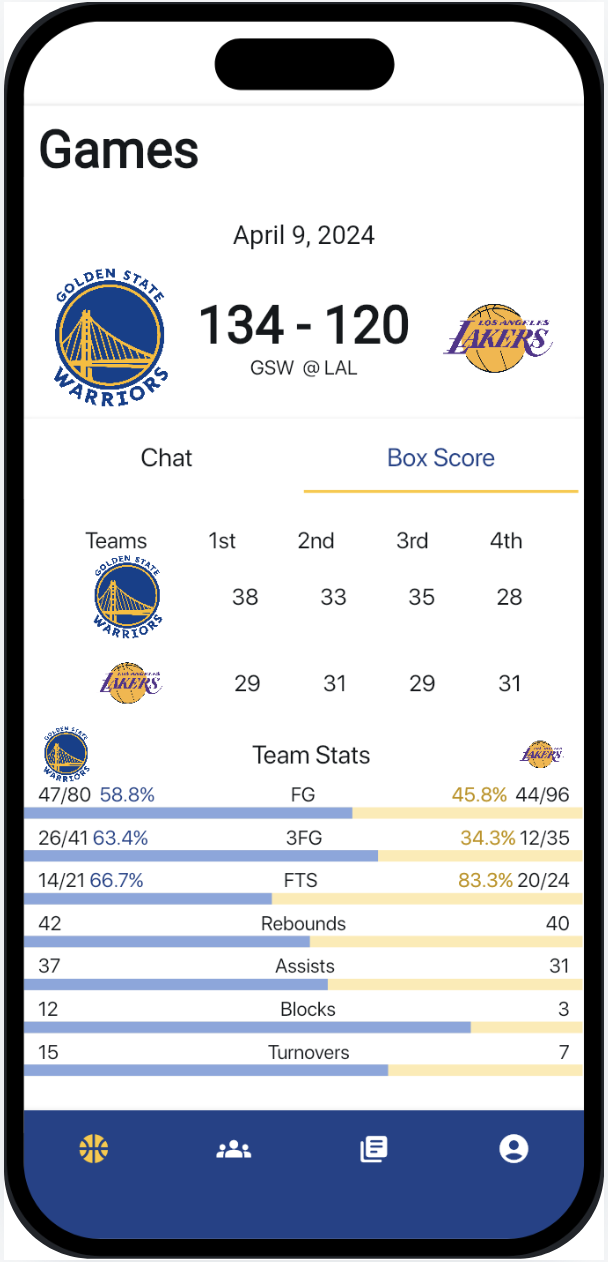 Games
April 9, 2024
GOLDEN STATE
WARRIORS
134 - 120
GSW @ LAL
LOS ANGELES
LAKERS
Chat Box Score
Teams 1st 2nd 3rd 4th
GOLDEN STATE
WARRIORS
38 33 35 28
LOS ANGELES
LAKERS
29 31 29 31
GOLDEN STATE
WARRIORS
Team Stats
LAKERS
47/80 58.8% FG 45.8% 44/96
26/41 63.4% 3FG 34.3% 12/35
14/21 66.7% FTS 83.3% 20/24
42 Rebounds 40
37 Assists 31
12 Blocks 3
15 Turnovers 7